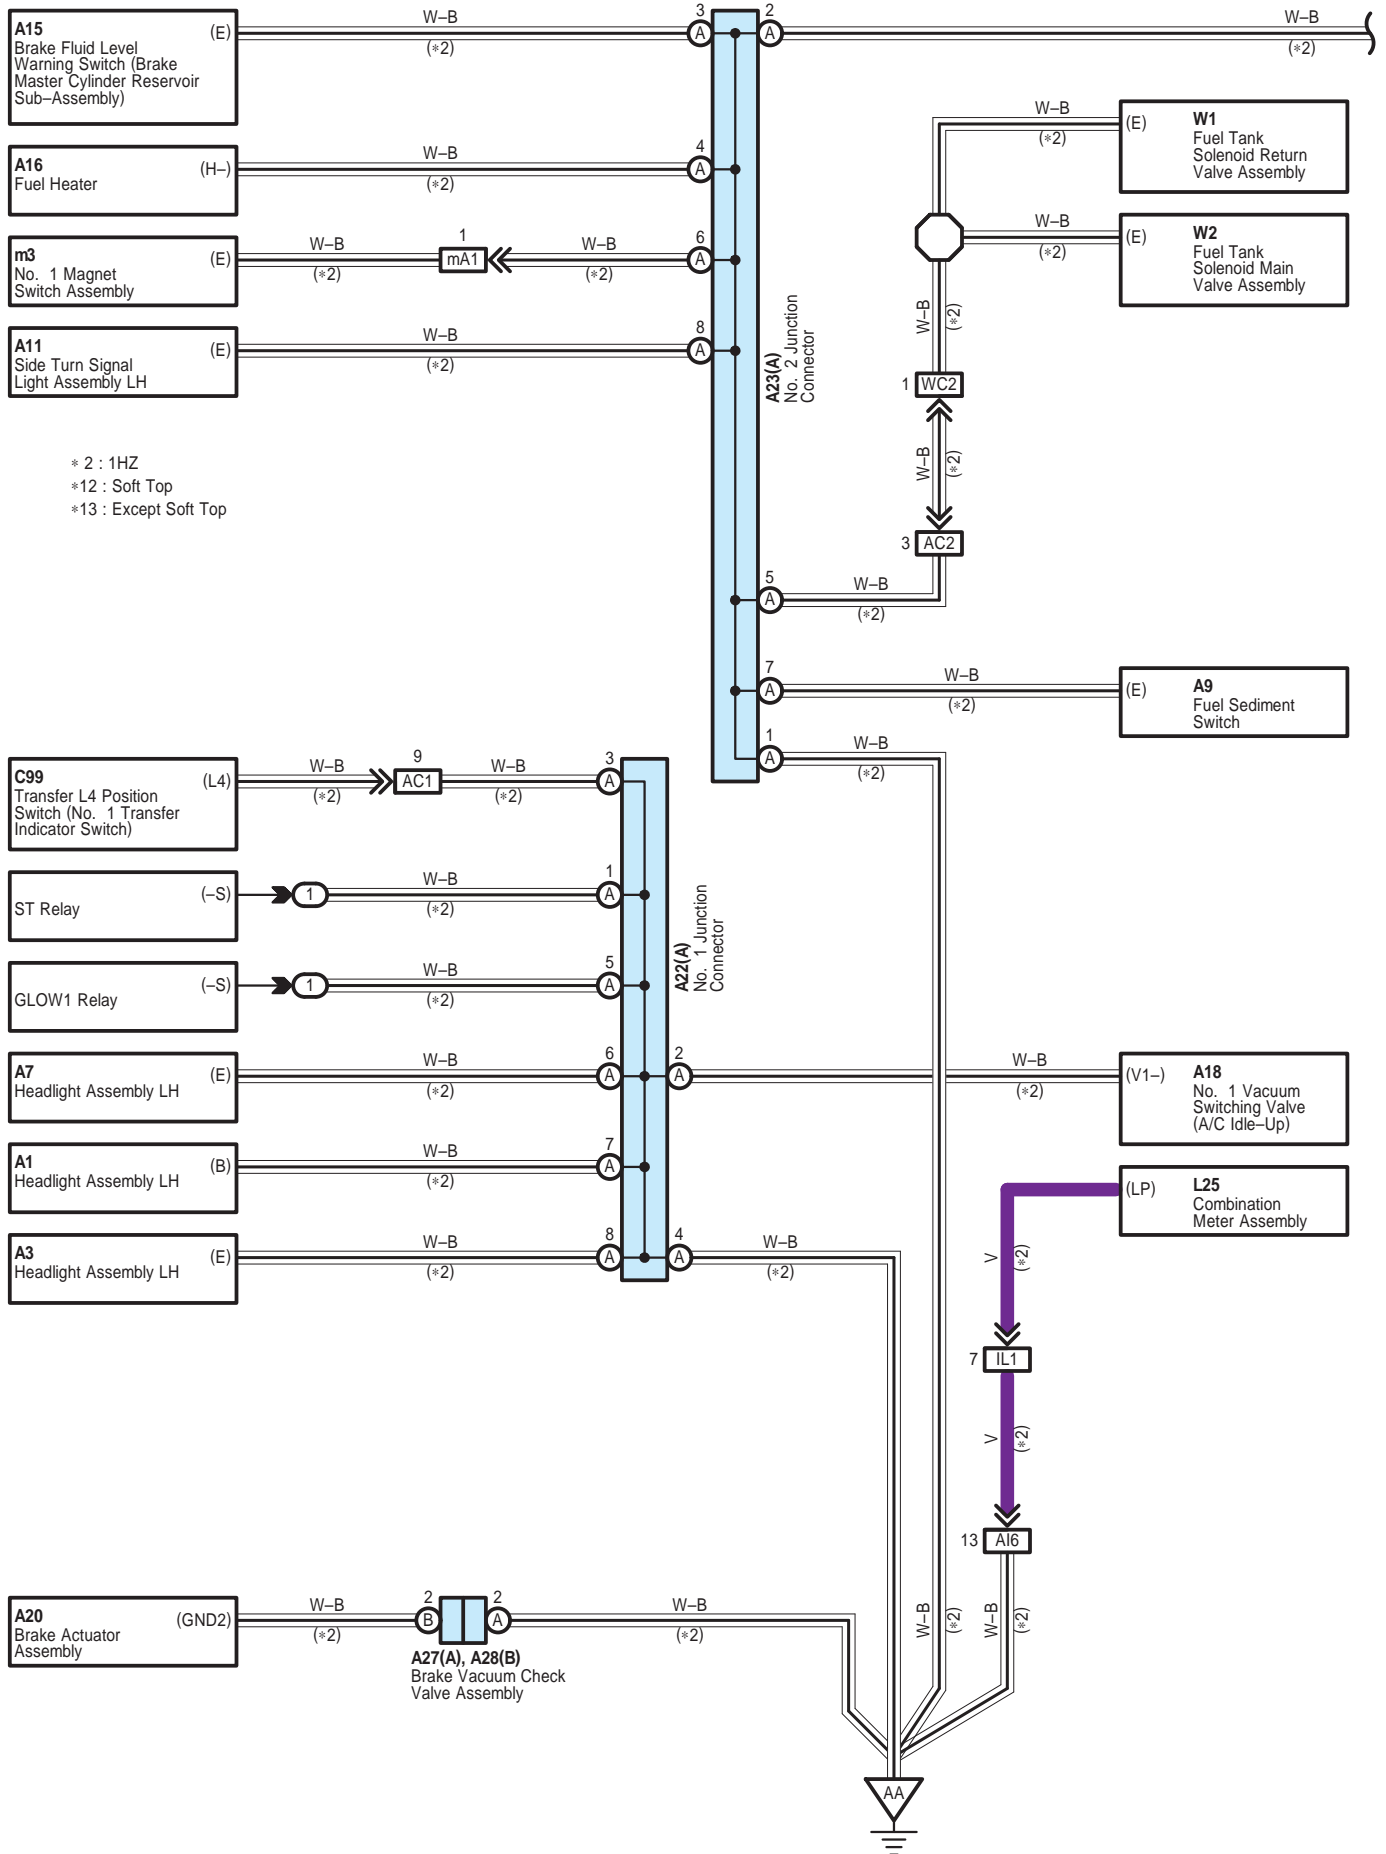 A15
(E)
Brake Fluid Level
Warning Switch (Brake
Master Cylinder Reservoir
Sub–Assembly)
W–B
(∗2)
3
A
2
A
W–B
(∗2)
A16
(H–)
Fuel Heater
W–B
(∗2)
4
A
m3
(E)
No. 1 Magnet
Switch Assembly
W–B
(∗2)
1
mA1
W–B
(∗2)
6
A
A11
(E)
Side Turn Signal
Light Assembly LH
W–B
(∗2)
8
A
A23(A)
No. 2 Junction
Connector
W–B
(∗2)
(E)
W1
Fuel Tank
Solenoid Return
Valve Assembly
W–B
(∗2)
(E)
W2
Fuel Tank
Solenoid Main
Valve Assembly
W–B
(∗2)
1
WC2
W–B
(∗2)
3
AC2
5
A
W–B
(∗2)
7
A
W–B
(∗2)
(E)
A9
Fuel Sediment
Switch
1
A
W–B
(∗2)
∗ 2 : 1HZ
∗12 : Soft Top
∗13 : Except Soft Top
C99
(L4)
Transfer L4 Position
Switch (No. 1 Transfer
Indicator Switch)
W–B
(∗2)
9
AC1
W–B
(∗2)
3
A
ST Relay
(–S)
1
W–B
(∗2)
1
A
GLOW1 Relay
(–S)
1
W–B
(∗2)
5
A
A22(A)
No. 1 Junction
Connector
A7
(E)
Headlight Assembly LH
W–B
(∗2)
6
A
2
A
W–B
(∗2)
(V1–)
A18
No. 1 Vacuum
Switching Valve
(A/C Idle–Up)
A1
(B)
Headlight Assembly LH
W–B
(∗2)
7
A
(LP)
L25
Combination
Meter Assembly
A3
(E)
Headlight Assembly LH
W–B
(∗2)
8
A
4
A
W–B
(∗2)
V
(∗2)
7
IL1
V
(∗2)
13
AI6
A20
(GND2)
Brake Actuator
Assembly
W–B
(∗2)
2
B
2
A
W–B
(∗2)
A27(A), A28(B)
Brake Vacuum Check
Valve Assembly
W–B
(∗2)
W–B
(∗2)
AA